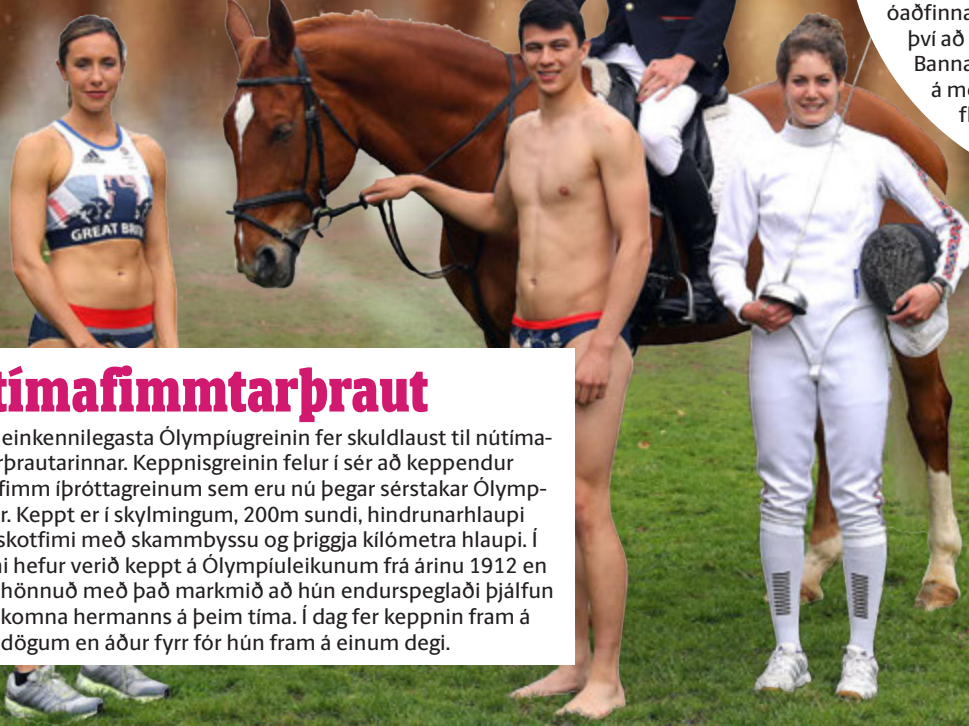 óaðfinna
því að
Banna
á me
fl
adidas
GREAT BRI
tímafimmtarþraut
einkennilegasta Ólympíugreinin fer skuldlaust til nútíma-
rþrautarinnar. Keppnisgreinin felur í sér að keppendur
fimm íþróttagreinum sem eru nú þegar sérstakar Ólymp-
r. Keppt er í skylmingum, 200m sundi, hindrunarhlaupi
skotfimi með skammbyssu og þriggja kílómetra hlaupi. Í
ni hefur verið keppt á Ólympíuleikunum frá árinu 1912 en
hönnuð með það markmið að hún endurspeglaði þjálfun
komna hermanns á þeim tíma. Í dag fer keppnin fram á
dögum en áður fyrr fór hún fram á einum degi.